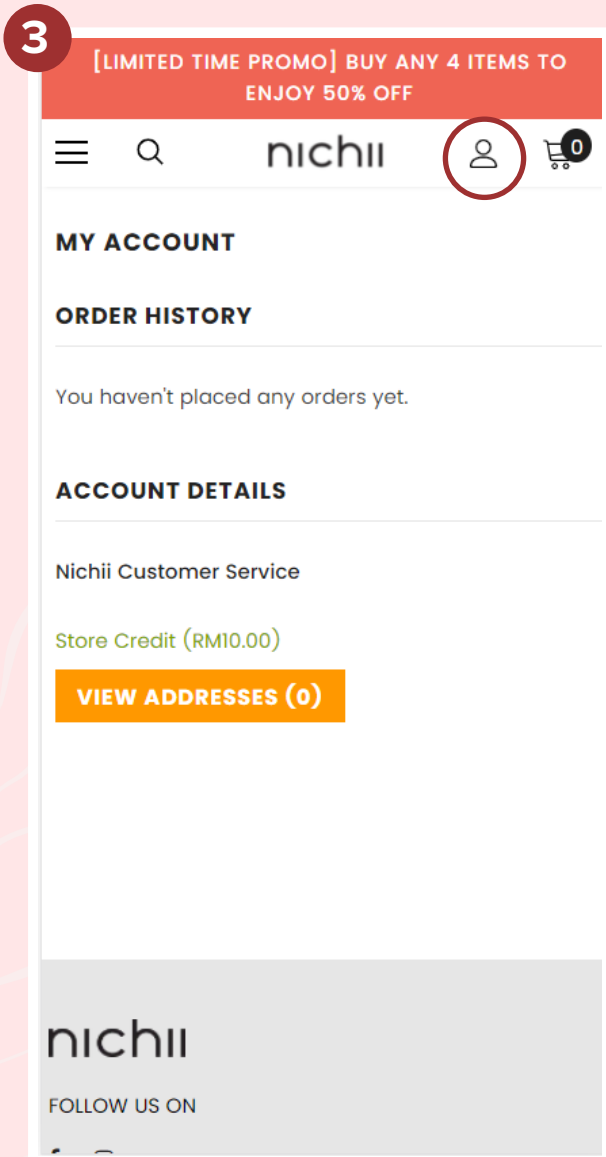 3
[LIMITED TIME PROMO] BUY ANY 4 ITEMS TO
ENJOY 50% OFF
nichii
0
MY ACCOUNT
ORDER HISTORY
You haven't placed any orders yet.
ACCOUNT DETAILS
Nichii Customer Service
Store Credit (RM10.00)
VIEW ADDRESSES (0)
nichii
FOLLOW US ON